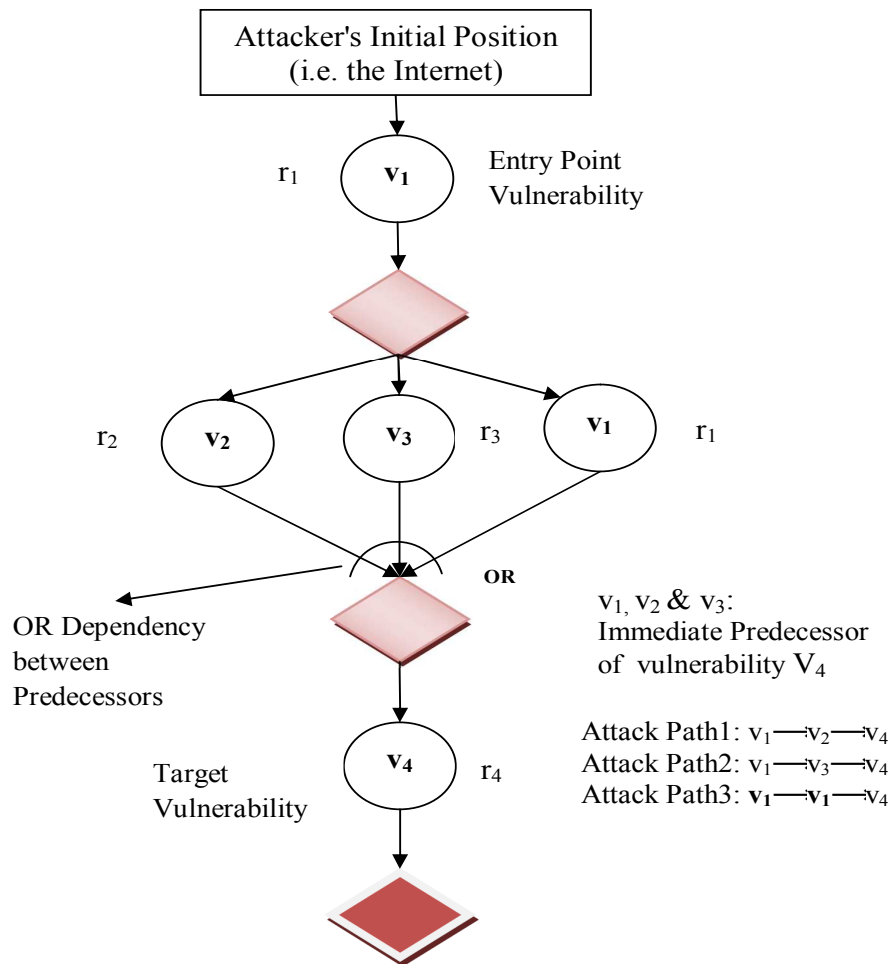 Attacker's Initial Position
(i.e. the Internet)
r₁
v₁
Entry Point
Vulnerability
r₂
v₂
v₃
r₃
v₁
r₁
OR
OR Dependency
between
Predecessors
v₁, v₂ & v₃:
Immediate Predecessor
of vulnerability V₄
Attack Path1: v₁—v₂—v₄
Attack Path2: v₁—v₃—v₄
Attack Path3: v₁—v₁—v₄
Target
Vulnerability
v₄
r₄